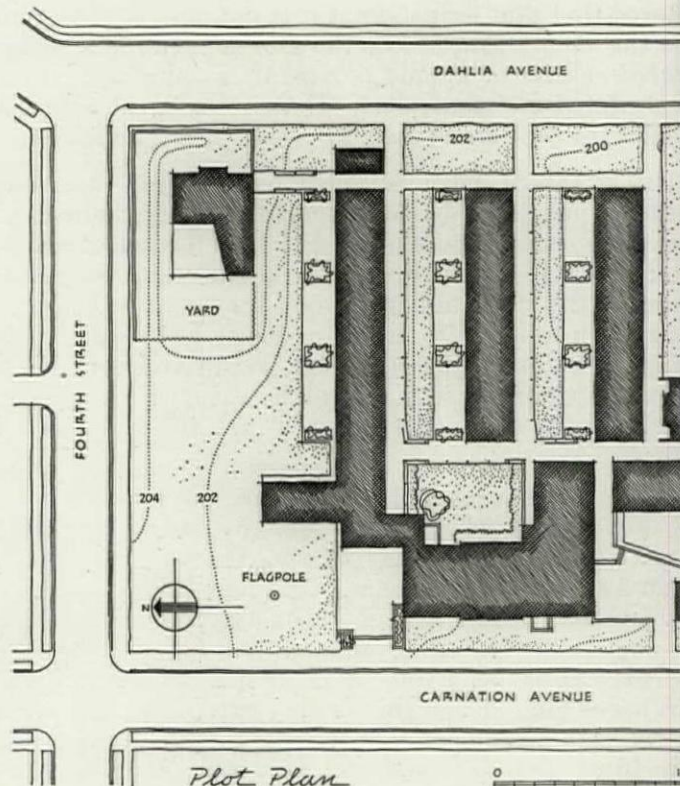 DAHLIA AVENUE
202
200
YARD
FOURTH STREET
204
202
FLAGPOLE
N
CARNATION AVENUE
Plot Plan
0